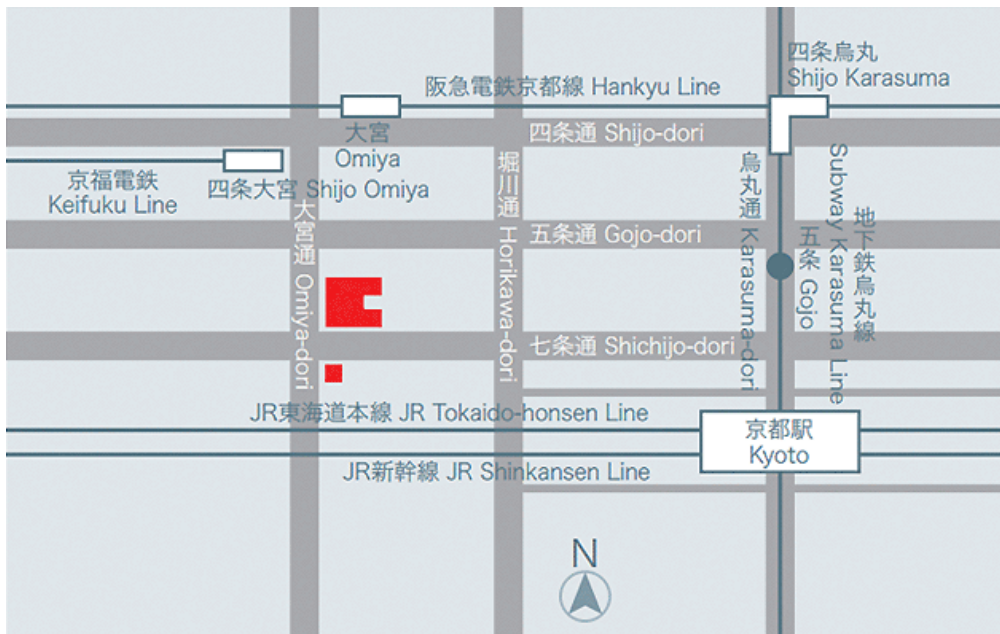 四条烏丸
Shijo Karasuma
阪急電鉄京都線 Hankyu Line
大宮
Omiya
四条通 Shijo-dori
京福電鉄
Keifuku Line
四条大宮 Shijo Omiya
大宮通 Omiya-dori
堀川通 Horikawa-dori
烏丸通 Karasuma-dori
五条 Gojo
Subway Karasuma Line
地下鉄烏丸線
五条通 Gojo-dori
七条通 Shichijo-dori
JR東海道本線 JR Tokaido-honsen Line
京都駅
Kyoto
JR新幹線 JR Shinkansen Line
N